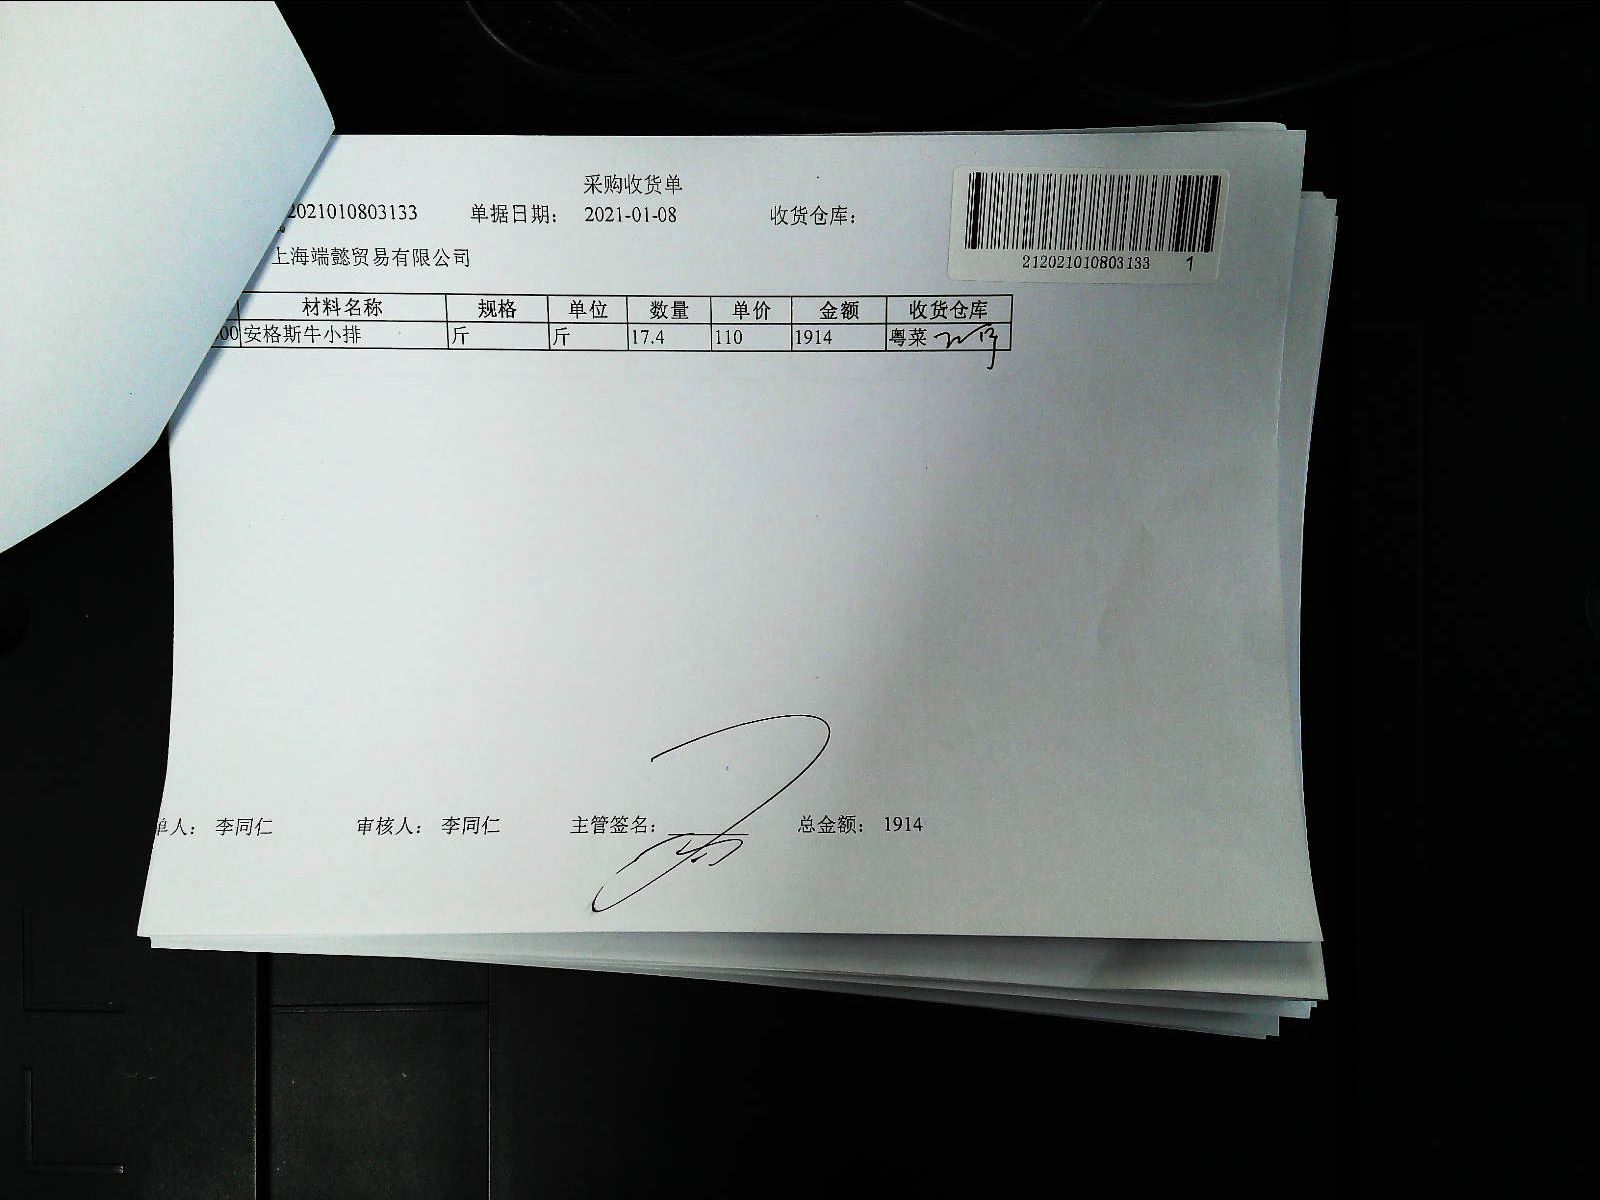 采购收货单
2021010803133 单据日期： 2021-01-08 收货仓库：
上海端懿贸易有限公司
212021010803133 1
材料名称 规格 单位 数量 单价 金额 收货仓库
00 安格斯牛小排 斤 斤 17.4 110 1914 粤菜
单人： 李同仁 审核人： 李同仁 主管签名： 总金额： 1914